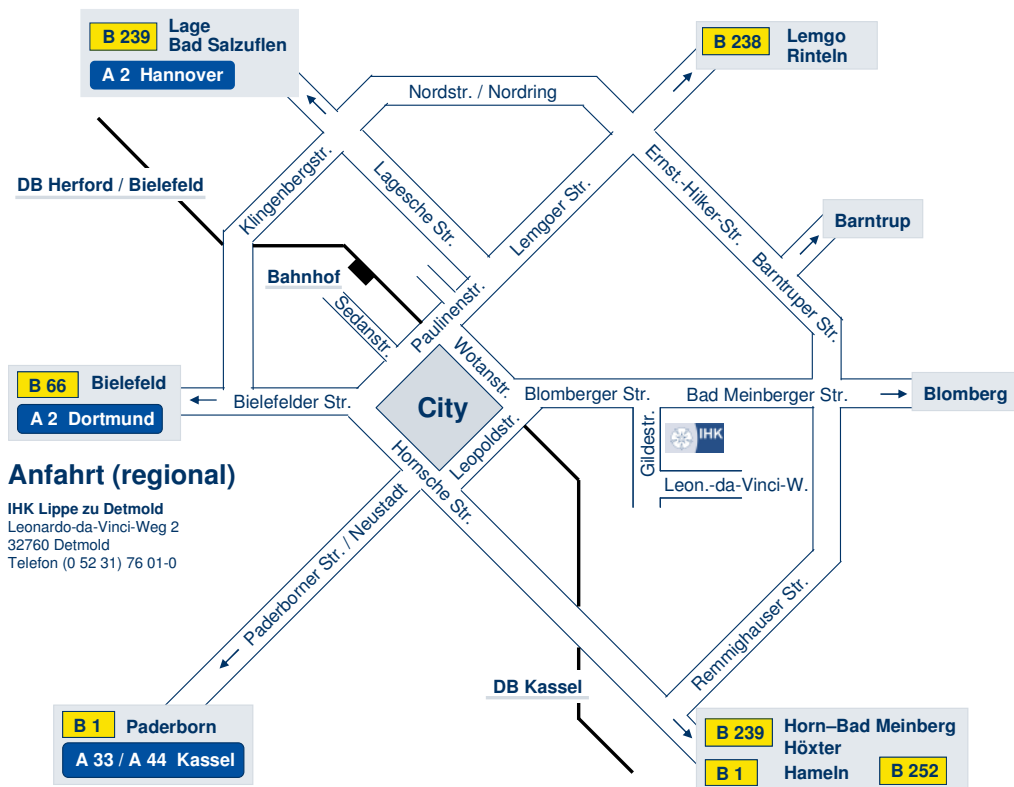 B 239
Lage
Bad Salzuflen
A 2 Hannover
B 238
Lemgo
Rinteln
Nordstr. / Nordring
DB Herford / Bielefeld
Klingenbergstr.
Lagesche Str.
Lemgoer Str.
Ernst.-Hilker-Str.
Barntrup
Barntruper Str.
Bahnhof
Sedanstr.
Paulinenstr.
Wotanstr.
B 66
Bielefeld
A 2 Dortmund
Bielefelder Str.
City
Blomberger Str.
Bad Meinberger Str.
Blomberg
Leopoldstr.
Hornsche Str.
Gildestr.
IHK
Leon.-da-Vinci-W.
Anfahrt (regional)
IHK Lippe zu Detmold
Leonardo-da-Vinci-Weg 2
32760 Detmold
Telefon (0 52 31) 76 01-0
Paderborner Str. / Neustadt
Remmighauser Str.
DB Kassel
B 1
Paderborn
A 33 / A 44 Kassel
B 239
Horn–Bad Meinberg
Höxter
B 1
Hameln
B 252